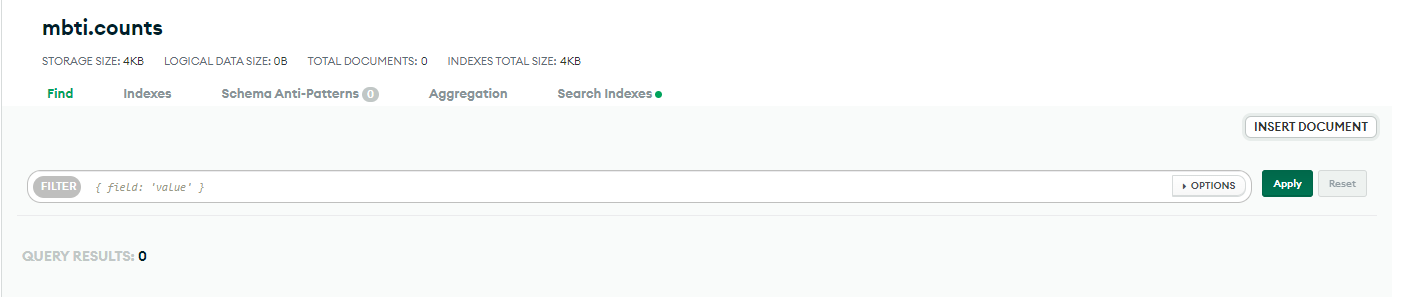 mbti.counts
STORAGE SIZE: 4KB LOGICAL DATA SIZE: 0B TOTAL DOCUMENTS: 0 INDEXES TOTAL SIZE: 4KB
Find Indexes Schema Anti-Patterns 0 Aggregation Search Indexes
INSERT DOCUMENT
FILTER { field: 'value' } OPTIONS Apply Reset
QUERY RESULTS: 0